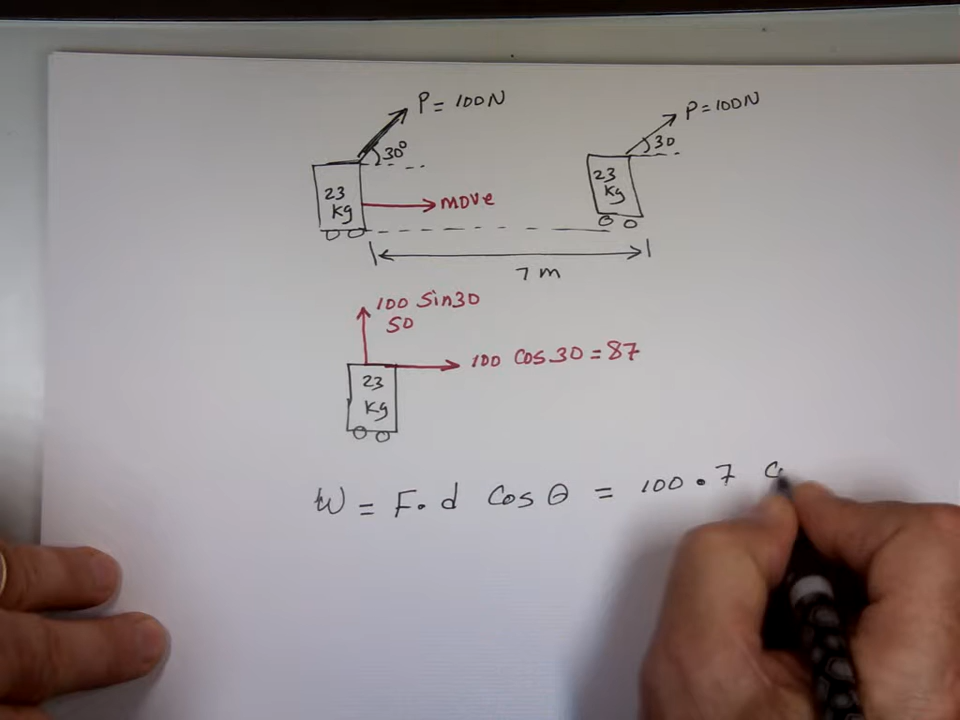 P = 100N
30°
23
kg
move
P = 100N
30
23
kg
7 m
100 Sin30
50
100 Cos 30 = 87
23
kg
W = F. d Cos θ = 100 . 7 C